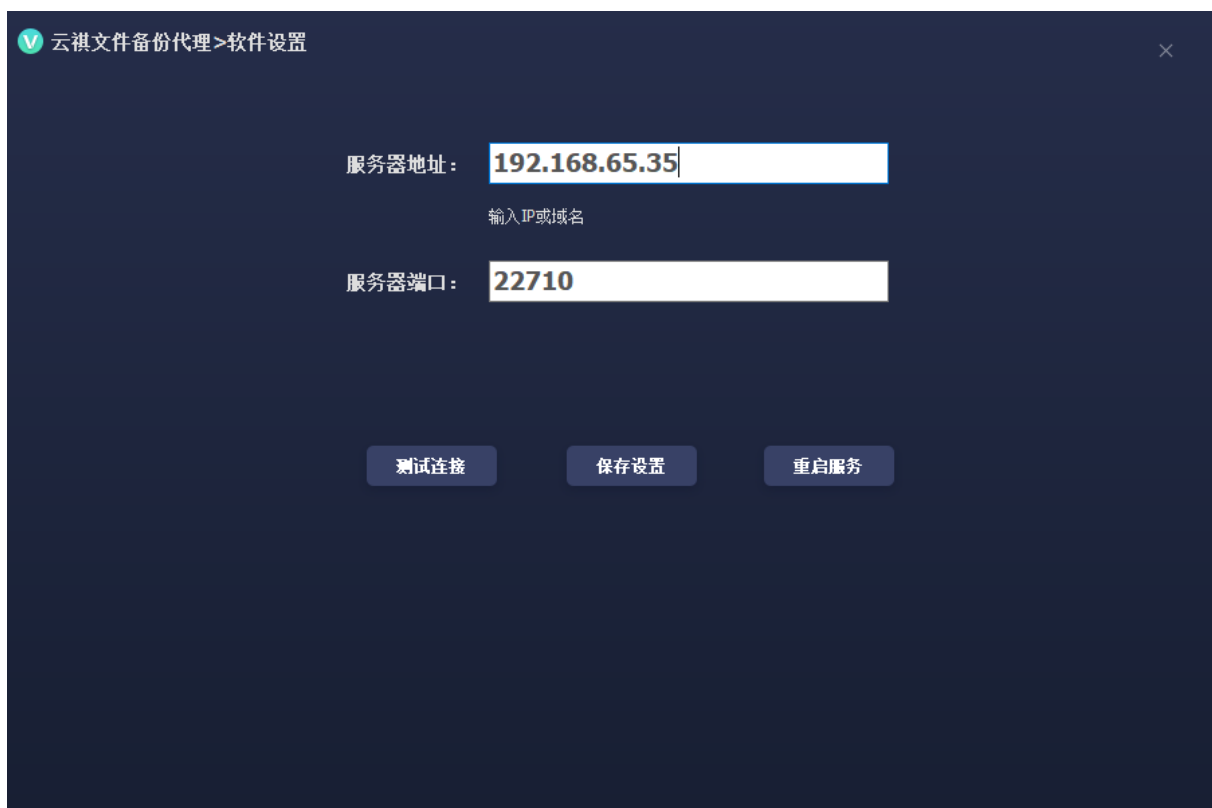 V 云祺文件备份代理>软件设置
×
服务器地址： 192.168.65.35
输入IP或域名
服务器端口： 22710
测试连接 保存设置 重启服务